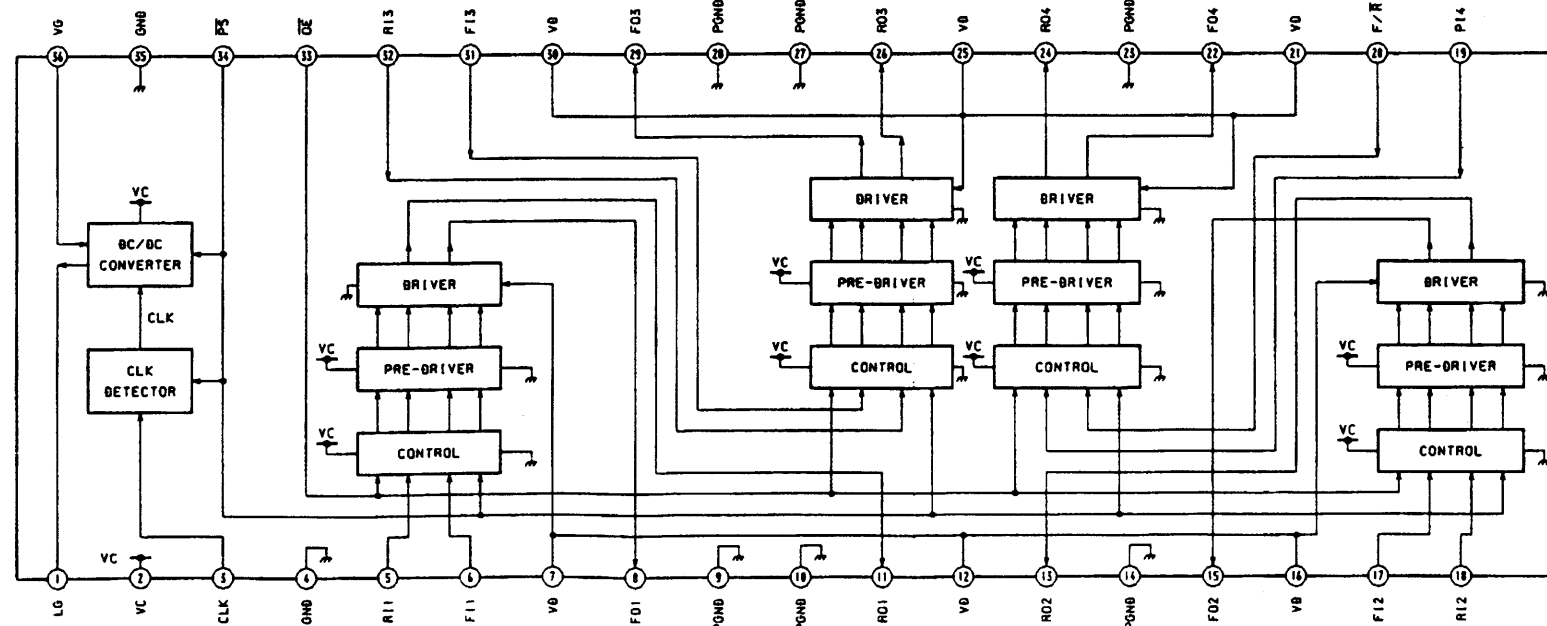 VG GND PS OE RI3 FI3 VD FO3 PGND PGND RO3 VD RO4 PGND FO4 VD F/R PI4
36 35 34 33 32 31 30 29 28 27 26 25 24 23 22 21 20 19
VC
DC/DC
CONVERTER
CLK
CLK
DETECTOR
DRIVER
VC
PRE-DRIVER
VC
CONTROL
DRIVER
VC
PRE-DRIVER
VC
CONTROL
DRIVER
VC
PRE-DRIVER
VC
CONTROL
DRIVER
VC
PRE-DRIVER
VC
CONTROL
VC
1 2 3 4 5 6 7 8 9 10 11 12 13 14 15 16 17 18
LG VC CLK GND RI1 FI1 VD FO1 PGND PGND RO1 VD RO2 PGND FO2 VD FI2 RI2